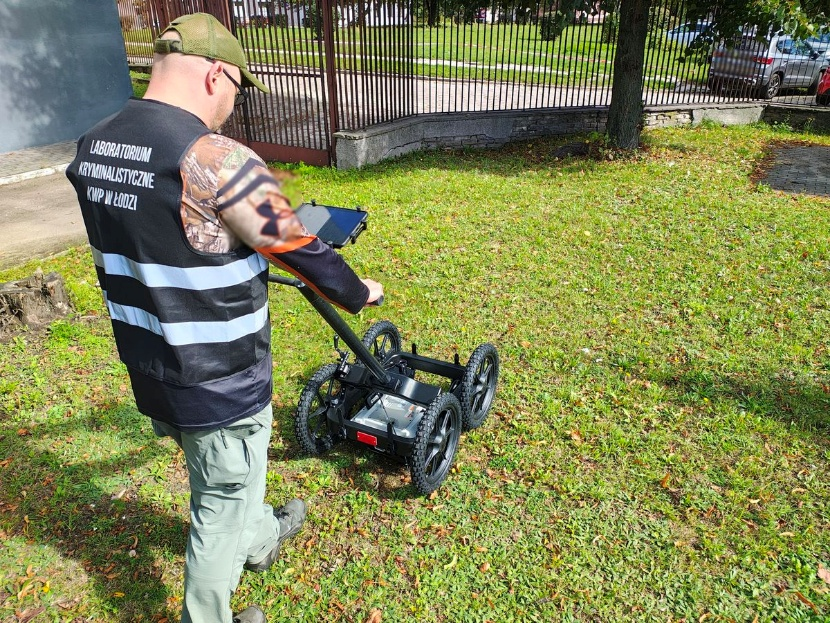 LABORATORIUM
KRYMINALISTYCZNE
KWP W ŁODZI